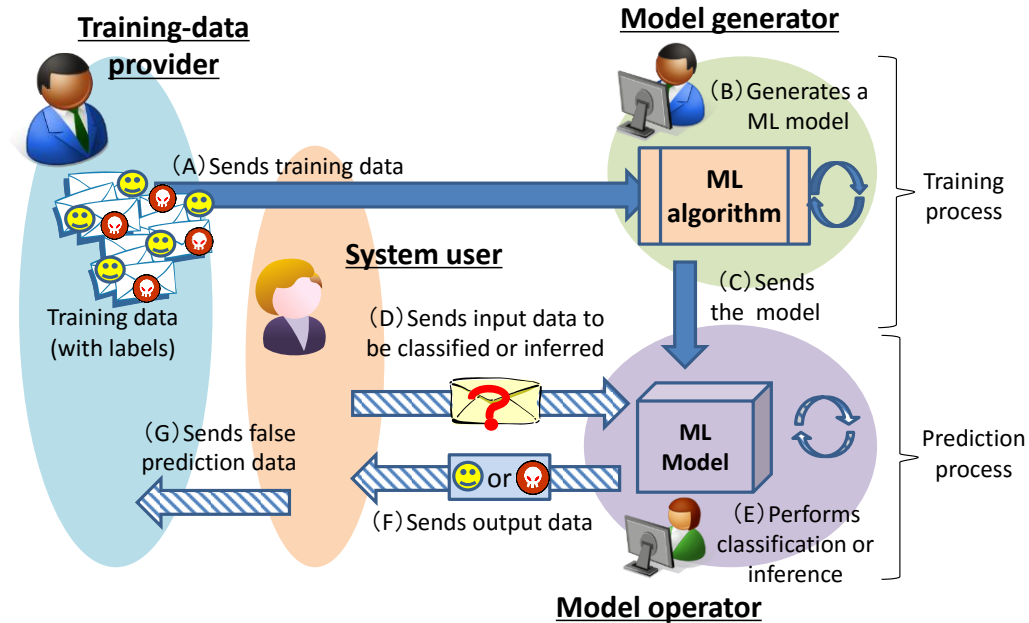 Training-data
provider
Model generator
(B) Generates a
ML model
(A) Sends training data
ML
algorithm
Training
process
System user
(C) Sends
the model
Training data
(with labels)
(D) Sends input data to
be classified or inferred
?
ML
Model
(G) Sends false
prediction data
or
(F) Sends output data
Prediction
process
(E) Performs
classification or
inference
Model operator